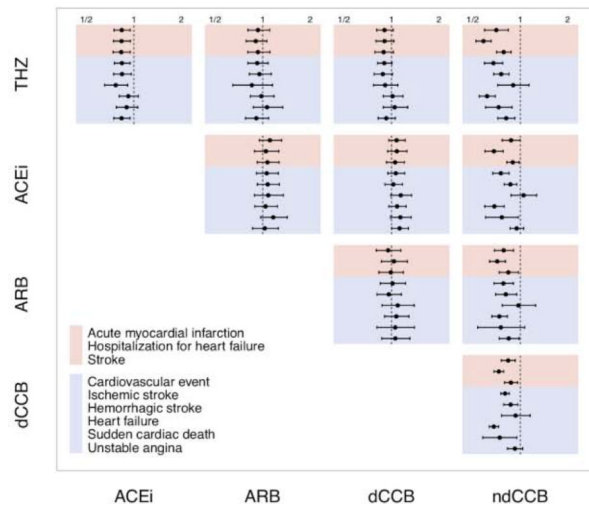 1/2 1 2 1/2 1 2 1/2 1 2 1/2 1 2
THZ
ACEi
ARB
dCCB
Acute myocardial infarction
Hospitalization for heart failure
Stroke
Cardiovascular event
Ischemic stroke
Hemorrhagic stroke
Heart failure
Sudden cardiac death
Unstable angina
ACEi ARB dCCB ndCCB